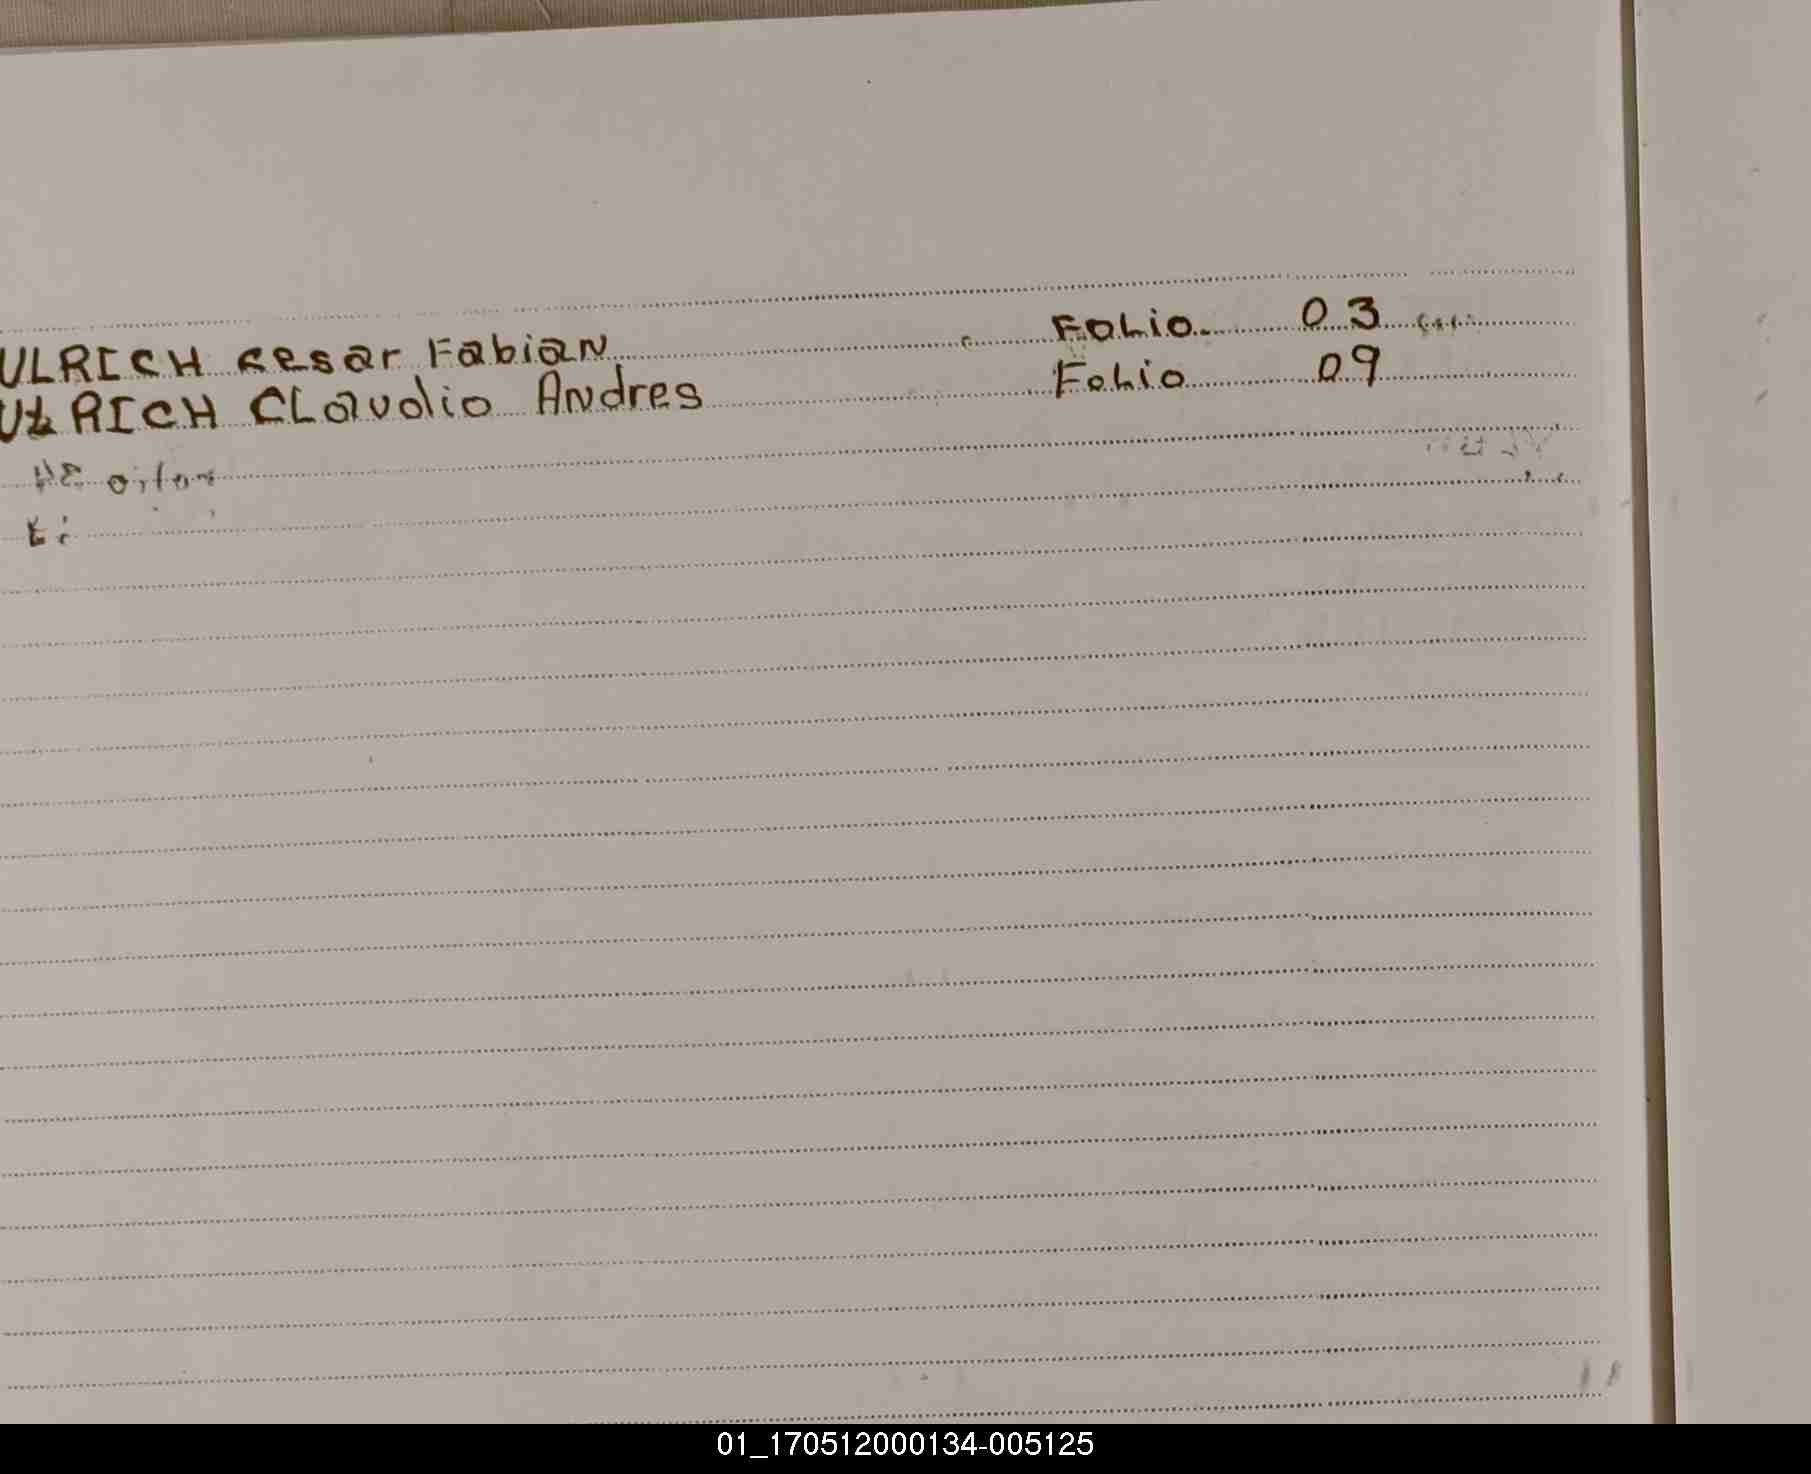 ULRICH Cesar Fabian Folio 03
ULRICH Claudio Andres Folio 09
01_170512000134-005125